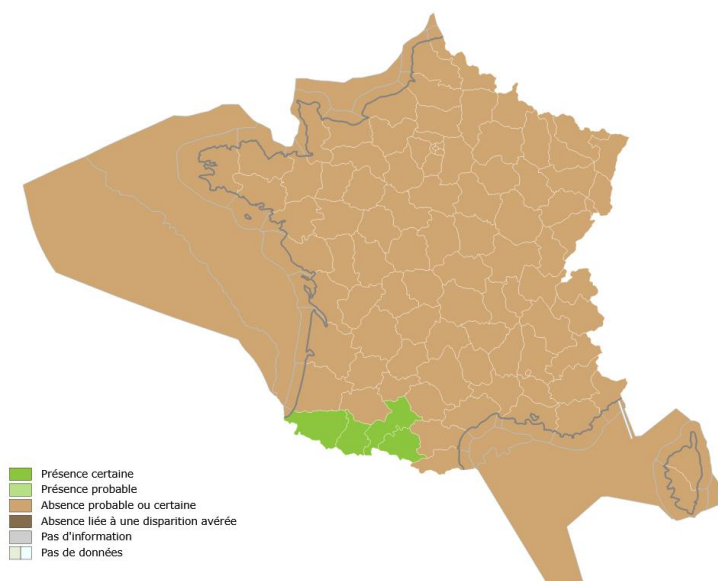 Présence certaine
Présence probable
Absence probable ou certaine
Absence liée à une disparition avérée
Pas d'information
Pas de données